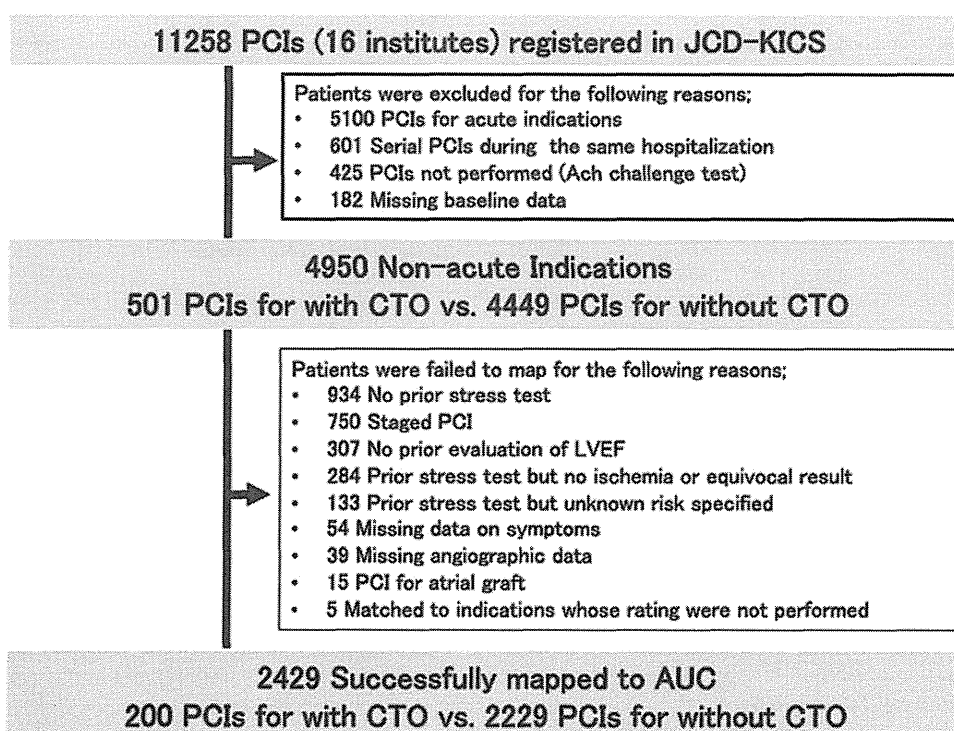 11258 PCIs (16 institutes) registered in JCD-KICS
Patients were excluded for the following reasons;
• 5100 PCIs for acute indications
• 601 Serial PCIs during the same hospitalization
• 425 PCIs not performed (Ach challenge test)
• 182 Missing baseline data
4950 Non-acute Indications
501 PCIs for with CTO vs. 4449 PCIs for without CTO
Patients were failed to map for the following reasons;
• 934 No prior stress test
• 750 Staged PCI
• 307 No prior evaluation of LVEF
• 284 Prior stress test but no ischemia or equivocal result
• 133 Prior stress test but unknown risk specified
• 54 Missing data on symptoms
• 39 Missing angiographic data
• 15 PCI for atrial graft
• 5 Matched to indications whose rating were not performed
2429 Successfully mapped to AUC
200 PCIs for with CTO vs. 2229 PCIs for without CTO